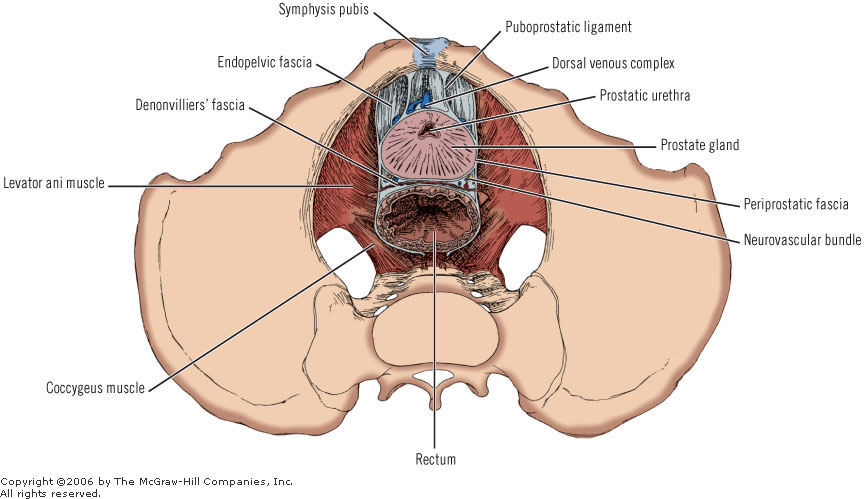 Symphysis pubis
Puboprostatic ligament
Endopelvic fascia
Dorsal venous complex
Denonvilliers' fascia
Prostatic urethra
Prostate gland
Levator ani muscle
Periprostatic fascia
Neurovascular bundle
Coccygeus muscle
Rectum
Copyright ©2006 by The McGraw-Hill Companies, Inc.
All rights reserved.